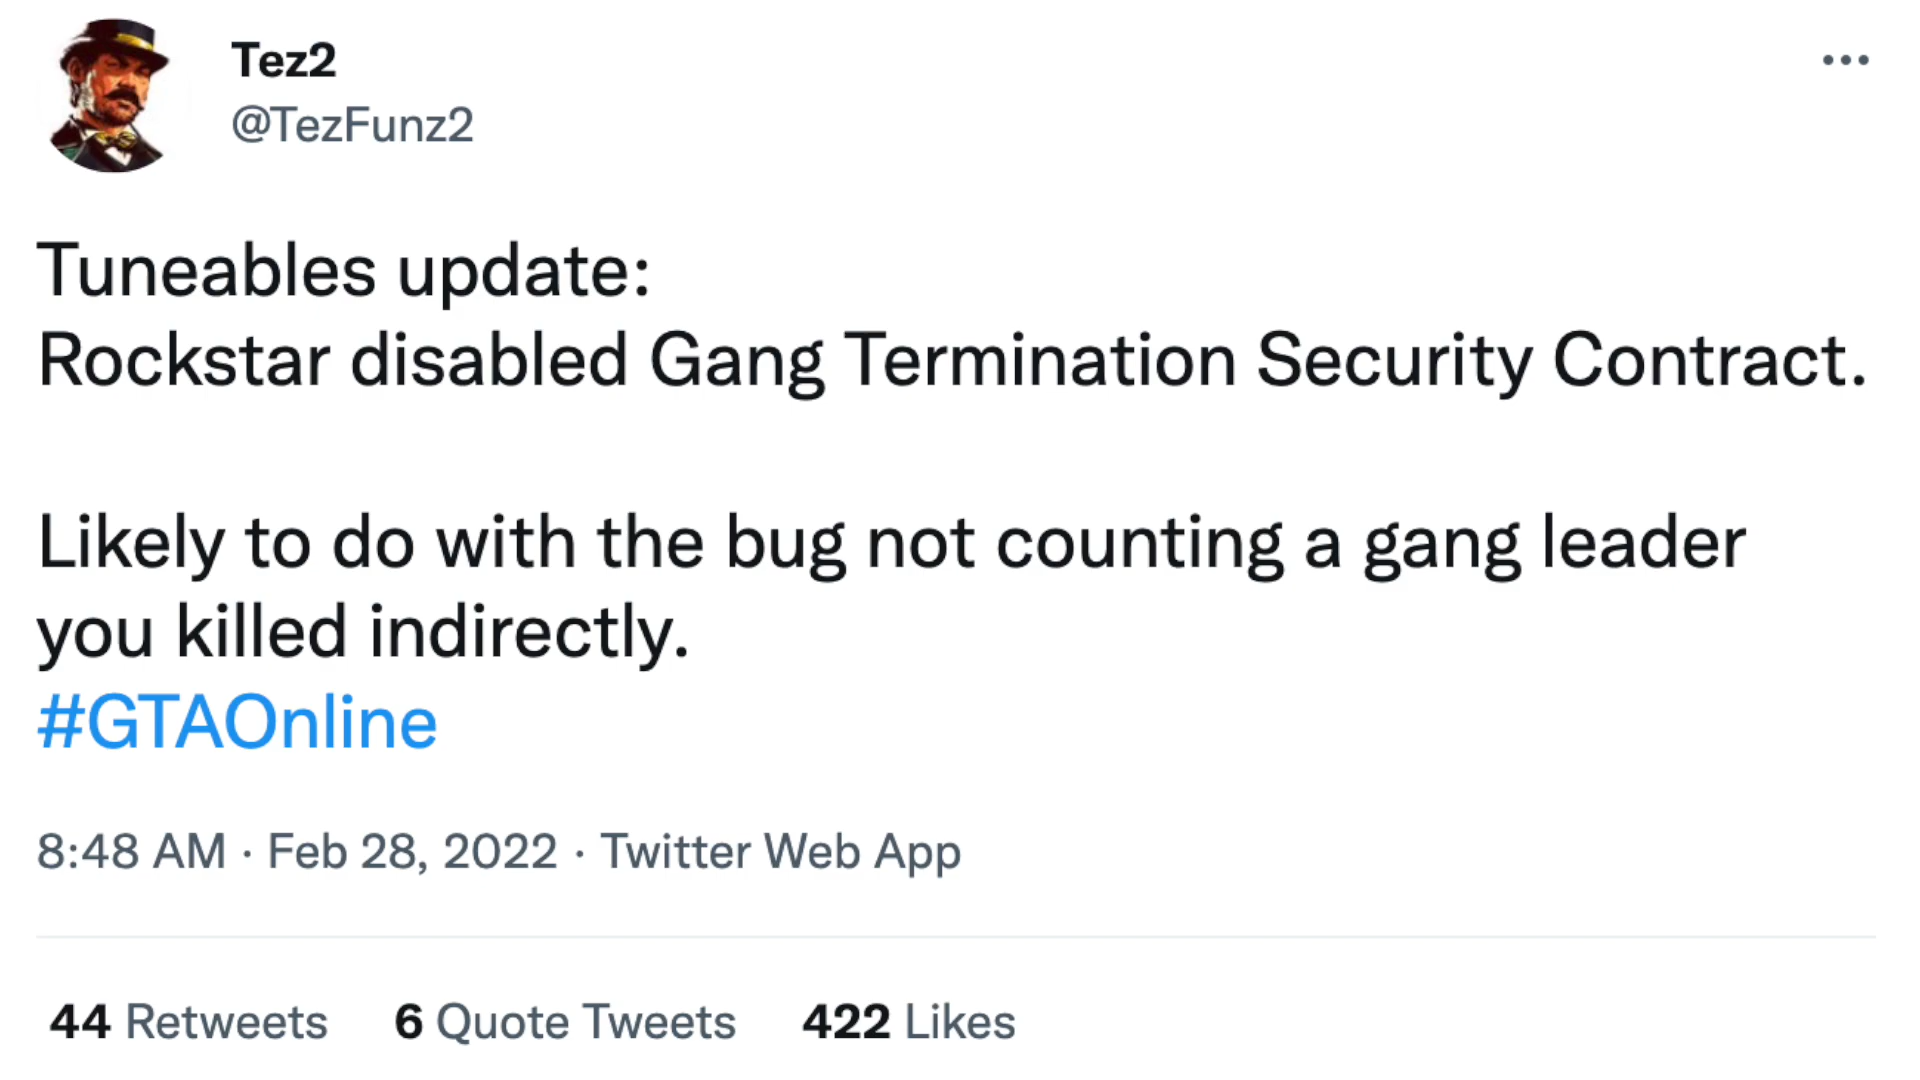 Tez2
@TezFunz2
Tuneables update:
Rockstar disabled Gang Termination Security Contract.
Likely to do with the bug not counting a gang leader
you killed indirectly.
#GTAOnline
8:48 AM · Feb 28, 2022 · Twitter Web App
44 Retweets 6 Quote Tweets 422 Likes